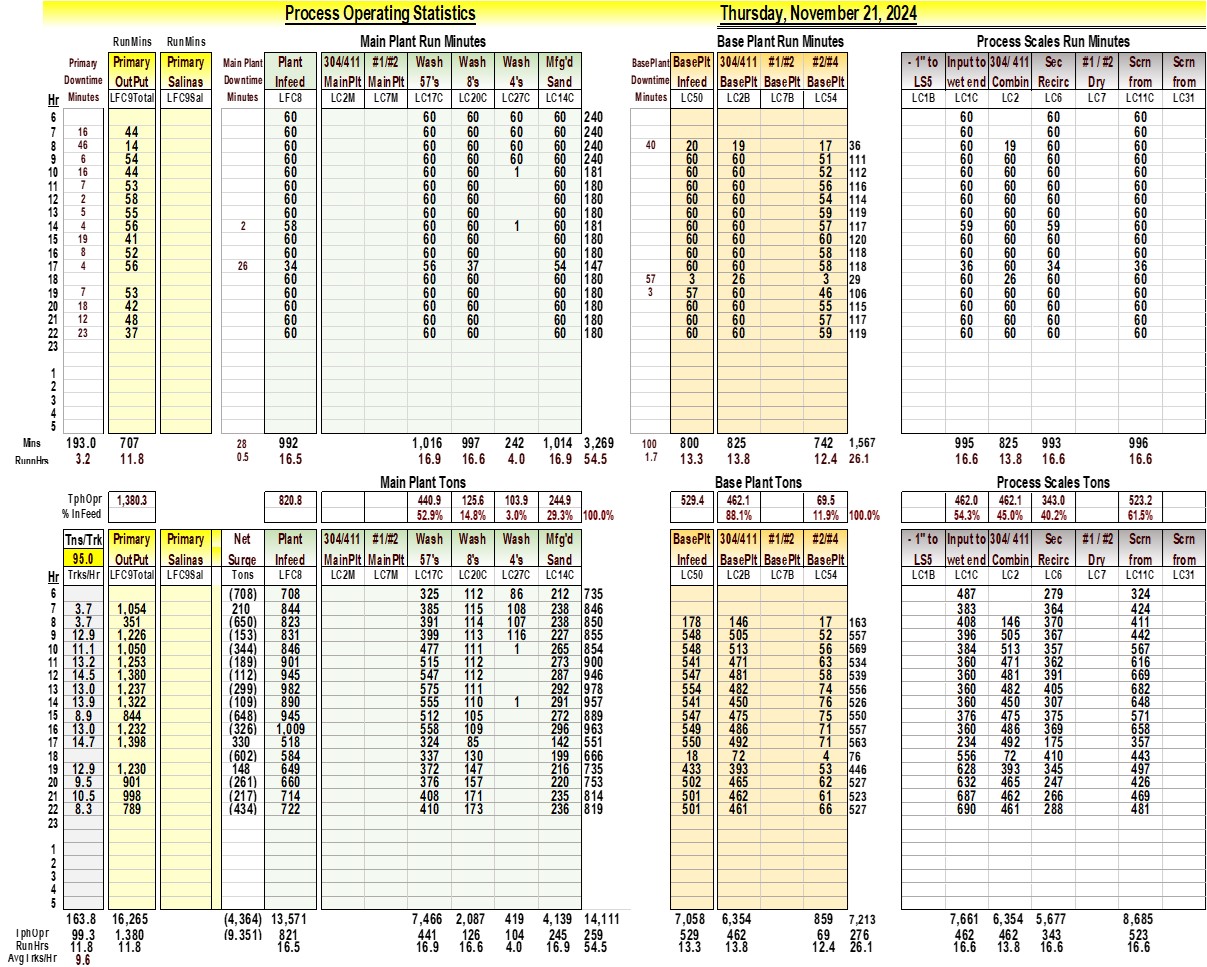 Process Operating Statistics Thursday, November 21, 2024
RunMins RunMins Main Plant Run Minutes Base Plant Run Minutes Process Scales Run Minutes
Primary Primary Primary Main Plant Plant 304/411 #1/#2 Wash Wash Wash Mfg'd BasePlant BasePlt 304/411 #1/#2 #2/#4 - 1" to Input to 304/ 411 Sec #1 / #2 Scrn Scrn
Downtime OutPut Salinas Downtime Infeed MainPlt MainPlt 57's 8's 4's Sand Downtime Infeed BasePlt BasePlt BasePlt LS5 wet end Combin Recirc Dry from from
Hr Minutes LFC9Total LFC9Sal Minutes LFC8 LC2M LC7M LC17C LC20C LC27C LC14C Minutes LC50 LC2B LC7B LC54 LC1B LC1C LC2 LC6 LC7 LC11C LC31
6 60 60 60 60 60 240 60 60 60
7 16 44 60 60 60 60 60 240 60 60 60
8 46 14 60 60 60 60 60 240 40 20 19 17 36 60 19 60 60
9 6 54 60 60 60 60 60 240 60 60 51 111 60 60 60 60
10 16 44 60 60 60 1 60 181 60 60 52 112 60 60 60 60
11 7 53 60 60 60 60 180 60 60 56 116 60 60 60 60
12 2 58 60 60 60 60 180 60 60 54 114 60 60 60 60
13 5 55 60 60 60 60 180 60 60 59 119 60 60 60 60
14 4 56 2 58 60 60 1 60 181 60 60 57 117 59 60 59 60
15 19 41 60 60 60 60 180 60 60 60 120 60 60 60 60
16 8 52 60 60 60 60 180 60 60 58 118 60 60 60 60
17 4 56 26 34 56 37 54 147 60 60 58 118 36 60 34 36
18 60 60 60 60 180 57 3 26 3 29 60 26 60 60
19 7 53 60 60 60 60 180 3 57 60 46 106 60 60 60 60
20 18 42 60 60 60 60 180 60 60 55 115 60 60 60 60
21 12 48 60 60 60 60 180 60 60 57 117 60 60 60 60
22 23 37 60 60 60 60 180 60 60 59 119 60 60 60 60
23
1
2
3
4
5
Mins 193.0 707 28 992 1,016 997 242 1,014 3,269 100 800 825 742 1,567 995 825 993 996
RunnHrs 3.2 11.8 0.5 16.5 16.9 16.6 4.0 16.9 54.5 1.7 13.3 13.8 12.4 26.1 16.6 13.8 16.6 16.6
Main Plant Tons Base Plant Tons Process Scales Tons
TphOpr 1,380.3 820.8 440.9 125.6 103.9 244.9 529.4 462.1 69.5 462.0 462.1 343.0 523.2
% InFeed 52.9% 14.8% 3.0% 29.3% 100.0% 88.1% 11.9% 100.0% 54.3% 45.0% 40.2% 61.5%
Tns/Trk Primary Primary Net Plant 304/411 #1/#2 Wash Wash Wash Mfg'd BasePlt 304/411 #1/#2 #2/#4 - 1" to Input to 304/ 411 Sec #1 / #2 Scrn Scrn
95.0 OutPut Salinas Surge Infeed MainPlt MainPlt 57's 8's 4's Sand Infeed BasePlt BasePlt BasePlt LS5 wet end Combin Recirc Dry from from
Hr Trks/Hr LFC9Total LFC9Sal Tons LFC8 LC2M LC7M LC17C LC20C LC27C LC14C LC50 LC2B LC7B LC54 LC1B LC1C LC2 LC6 LC7 LC11C LC31
6 (708) 708 325 112 86 212 735 487 279 324
7 3.7 1,054 210 844 385 115 108 238 846 383 364 424
8 3.7 351 (650) 823 391 114 107 238 850 178 146 17 163 408 146 370 411
9 12.9 1,226 (153) 831 399 113 116 227 855 548 505 52 557 396 505 367 442
10 11.1 1,050 (344) 846 477 111 1 265 854 548 513 56 569 384 513 357 567
11 13.2 1,253 (189) 901 515 112 273 900 541 471 63 534 360 471 362 616
12 14.5 1,380 (112) 945 547 112 287 946 547 481 58 539 360 481 391 669
13 13.0 1,237 (299) 982 575 111 292 978 554 482 74 556 360 482 405 682
14 13.9 1,322 (109) 890 555 110 1 291 957 541 450 76 526 360 450 307 648
15 8.9 844 (648) 945 512 105 272 889 547 475 75 550 376 475 375 571
16 13.0 1,232 (326) 1,009 558 109 296 963 549 486 71 557 360 486 369 658
17 14.7 1,398 330 518 324 85 142 551 550 492 71 563 234 492 175 357
18 (602) 584 337 130 199 666 18 72 4 76 556 72 410 443
19 12.9 1,230 148 649 372 147 216 735 433 393 53 446 628 393 345 497
20 9.5 901 (261) 660 376 157 220 753 502 465 62 527 632 465 247 426
21 10.5 998 (217) 714 408 171 235 814 501 462 61 523 687 462 266 469
22 8.3 789 (434) 722 410 173 236 819 501 461 66 527 690 461 288 481
23
1
2
3
4
5
163.8 16,265 (4,364) 13,571 7,466 2,087 419 4,139 14,111 7,058 6,354 859 7,213 7,661 6,354 5,677 8,685
TphOpr 99.3 1,380 (9.351) 821 441 126 104 245 259 529 462 69 276 462 462 343 523
RunHrs 11.8 11.8 16.5 16.9 16.6 4.0 16.9 54.5 13.3 13.8 12.4 26.1 16.6 13.8 16.6 16.6
AvgTrks/Hr 9.6